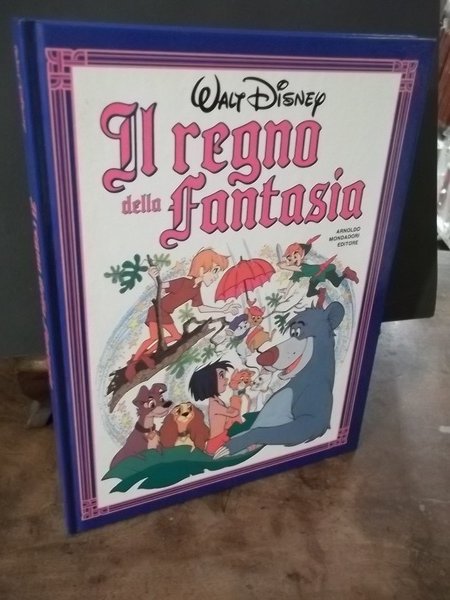 WALT DISNEY
Il regno
della Fantasia
ARNOLDO
MONDADORI
EDITORE